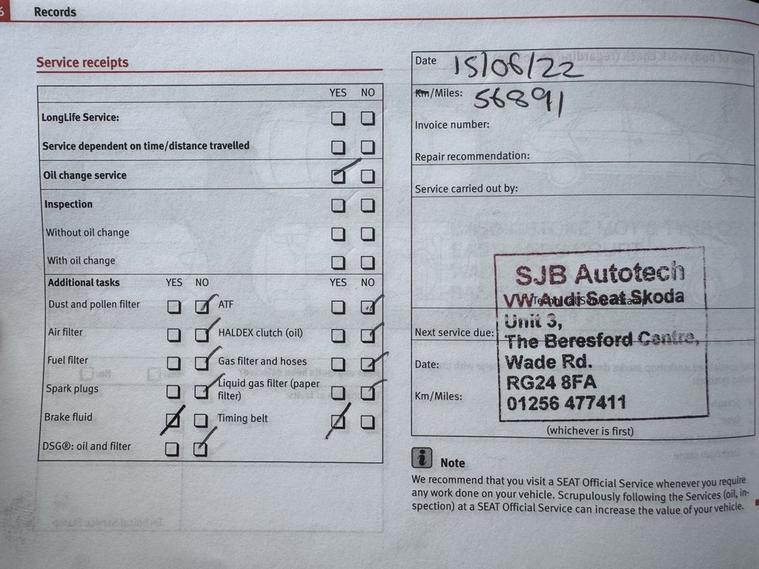 6 Records
Service receipts
YES NO
LongLife Service:
Service dependent on time/distance travelled
Oil change service
Inspection
Without oil change
With oil change
Additional tasks YES NO
Dust and pollen filter
Air filter
Fuel filter
Spark plugs
Brake fluid
DSG®: oil and filter
ATF
HALDEX clutch (oil)
Gas filter and hoses
Liquid gas filter (paper
filter)
Timing belt
Date 15/06/22
Km/Miles: 56891
Invoice number:
Repair recommendation:
Service carried out by:
SJB Autotech
VW Audi Seat Skoda
Unit 3,
The Beresford Centre,
Wade Rd.
RG24 8FA
01256 477411
Next service due:
Date:
Km/Miles:
(whichever is first)
i Note
We recommend that you visit a SEAT Official Service whenever you require
any work done on your vehicle. Scrupulously following the Services (oil, in-
spection) at a SEAT Official Service can increase the value of your vehicle.